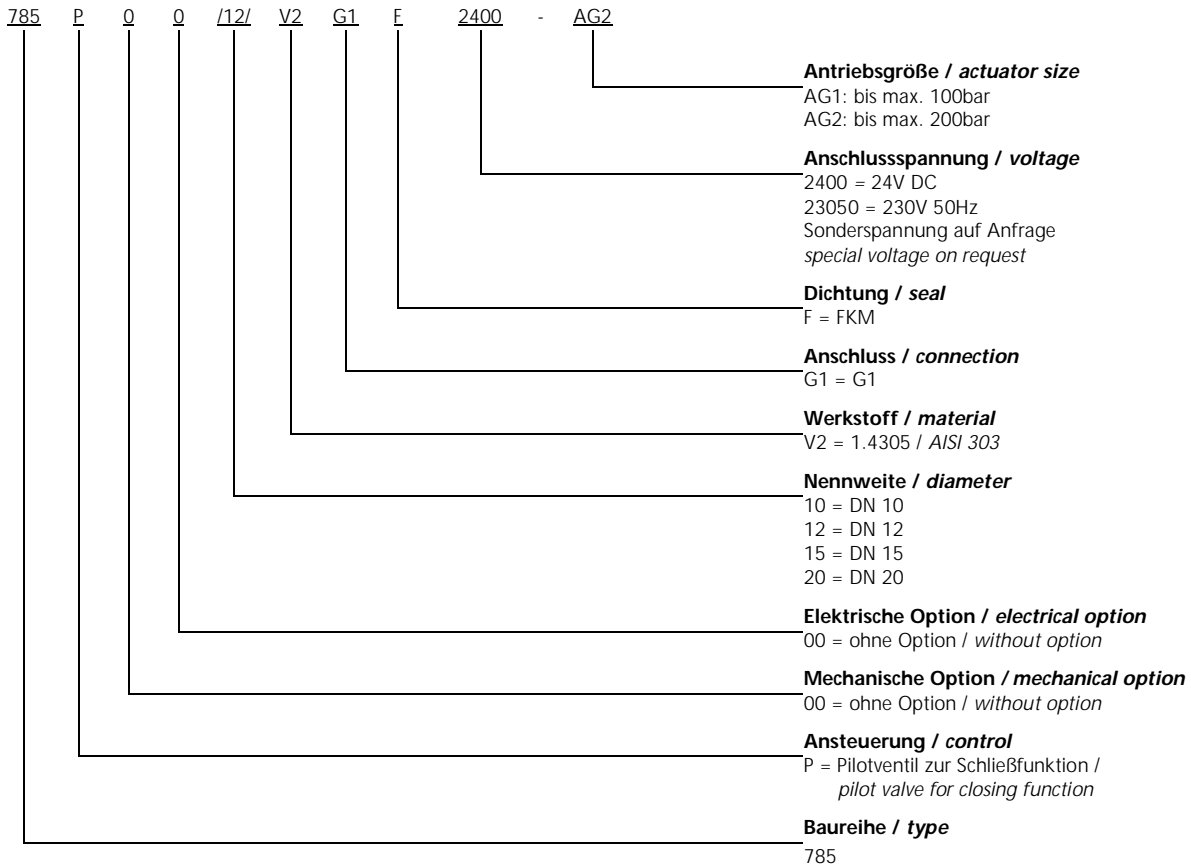 785 P 0 0 /12/ V2 G1 F 2400 - AG2
Antriebsgröße / actuator size
AG1: bis max. 100bar
AG2: bis max. 200bar
Anschlussspannung / voltage
2400 = 24V DC
23050 = 230V 50Hz
Sonderspannung auf Anfrage
special voltage on request
Dichtung / seal
F = FKM
Anschluss / connection
G1 = G1
Werkstoff / material
V2 = 1.4305 / AISI 303
Nennweite / diameter
10 = DN 10
12 = DN 12
15 = DN 15
20 = DN 20
Elektrische Option / electrical option
00 = ohne Option / without option
Mechanische Option / mechanical option
00 = ohne Option / without option
Ansteuerung / control
P = Pilotventil zur Schließfunktion /
pilot valve for closing function
Baureihe / type
785